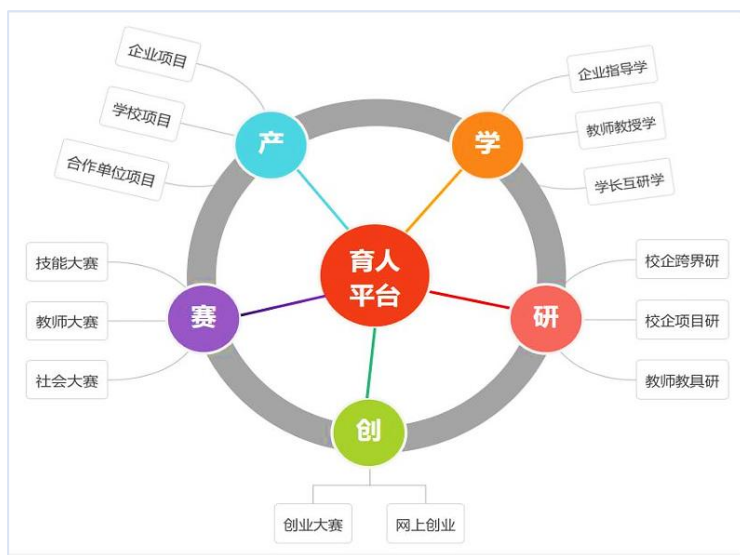 企业项目
学校项目
合作单位项目
产
学
企业指导学
教师教授学
学长互研学
育人
平台
技能大赛
教师大赛
社会大赛
赛
研
校企跨界研
校企项目研
教师教具研
创
创业大赛
网上创业